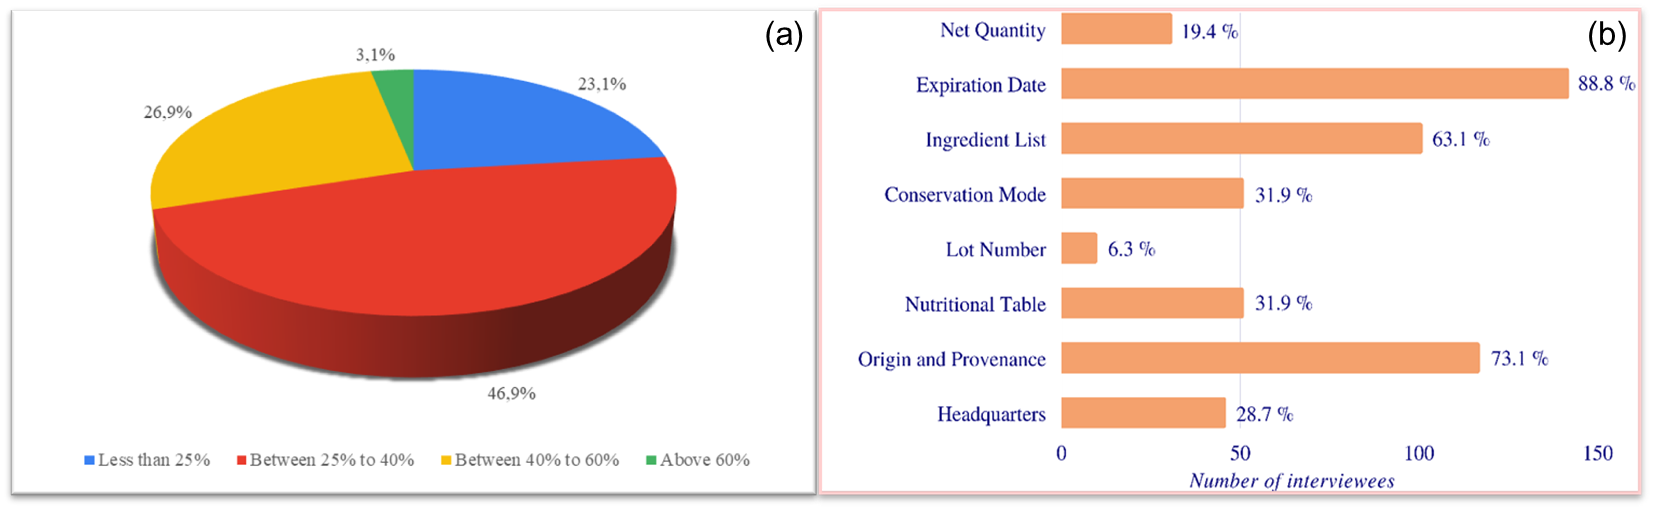 (a)
3,1%
23,1%
26,9%
46,9%
Less than 25%
Between 25% to 40%
Between 40% to 60%
Above 60%
(b)
Net Quantity
19.4 %
Expiration Date
88.8 %
Ingredient List
63.1 %
Conservation Mode
31.9 %
Lot Number
6.3 %
Nutritional Table
31.9 %
Origin and Provenance
73.1 %
Headquarters
28.7 %
0
50
100
150
Number of interviewees